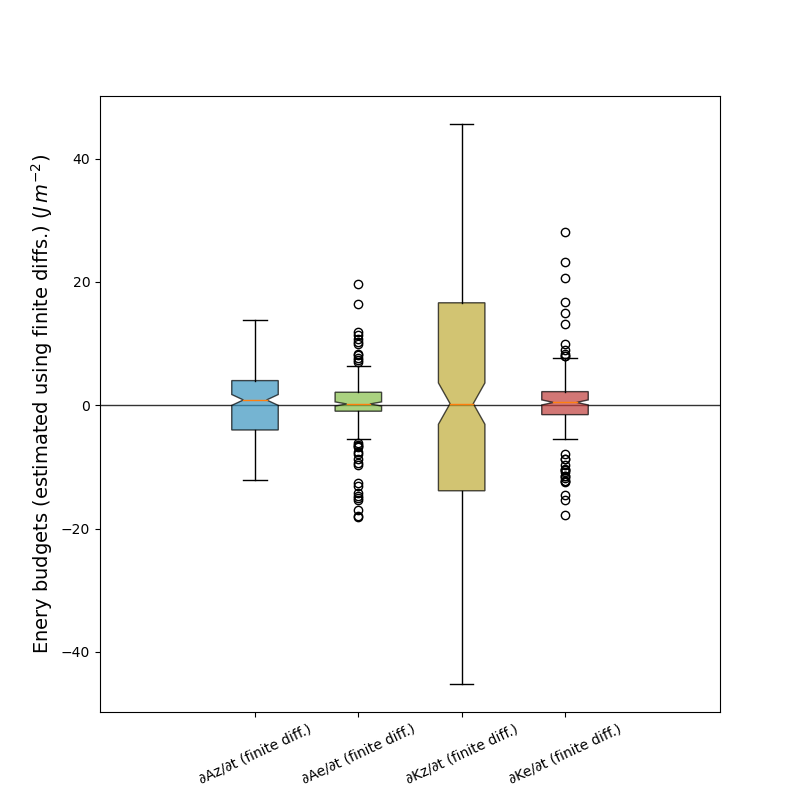 Enery budgets (estimated using finite diffs.) (J m⁻²)
40
20
0
−20
−40
∂Az/∂t (finite diff.)
∂Ae/∂t (finite diff.)
∂Kz/∂t (finite diff.)
∂Ke/∂t (finite diff.)